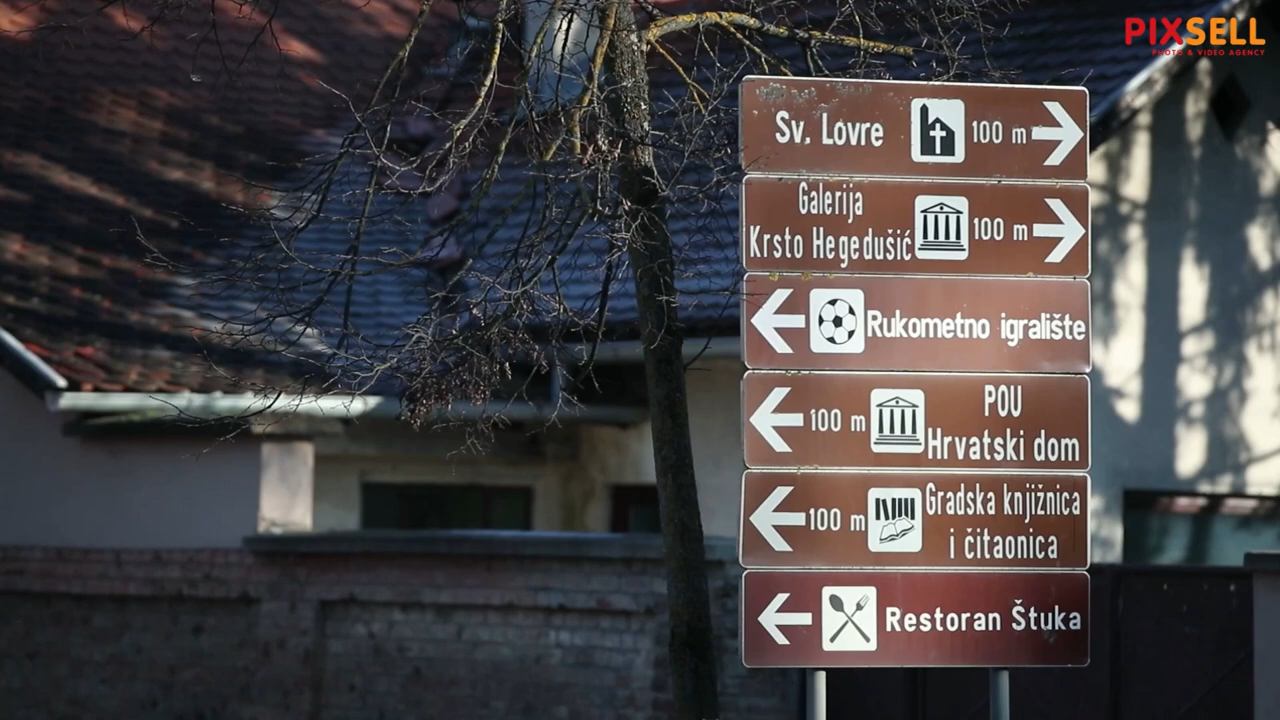 PIXSELL
PHOTO & VIDEO AGENCY
Sv. Lovre 100 m
Galerija
Krsto Hegedušić 100 m
Rukometno igralište
100 m POU
Hrvatski dom
100 m Gradska knjižnica
i čitaonica
Restoran Štuka